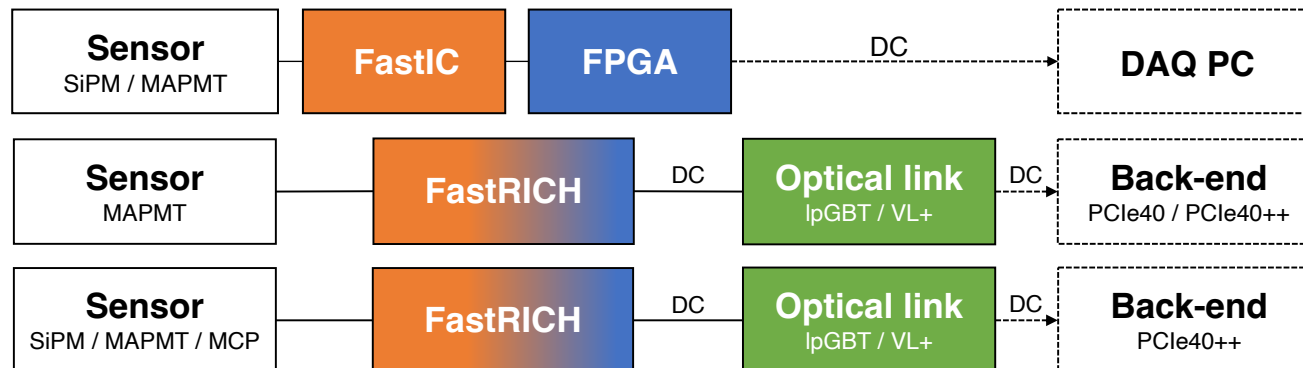 Sensor
SiPM / MAPMT
FastIC
FPGA
DC
DAQ PC
Sensor
MAPMT
FastRICH
DC
Optical link
lpGBT / VL+
DC
Back-end
PCIe40 / PCIe40++
Sensor
SiPM / MAPMT / MCP
FastRICH
DC
Optical link
lpGBT / VL+
DC
Back-end
PCIe40++